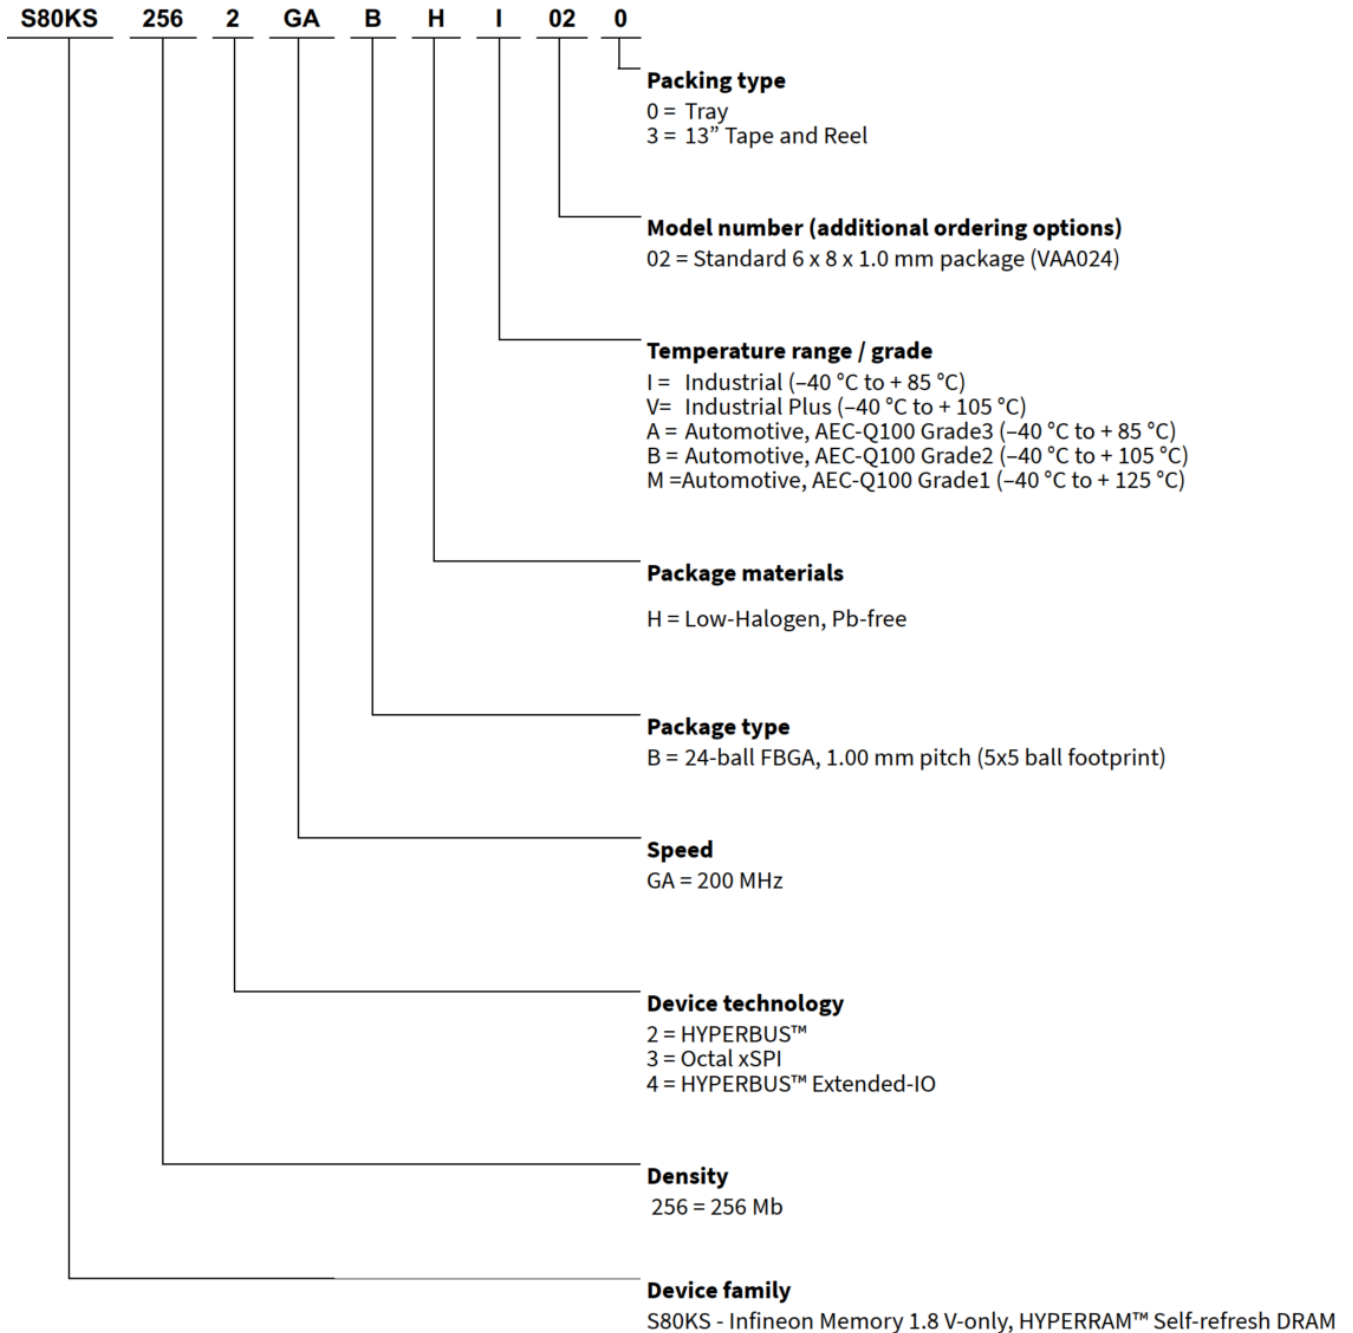 S80KS 256 2 GA B H I 02 0
Packing type
0 = Tray
3 = 13” Tape and Reel
Model number (additional ordering options)
02 = Standard 6 x 8 x 1.0 mm package (VAA024)
Temperature range / grade
I = Industrial (–40 °C to + 85 °C)
V= Industrial Plus (–40 °C to + 105 °C)
A = Automotive, AEC-Q100 Grade3 (–40 °C to + 85 °C)
B = Automotive, AEC-Q100 Grade2 (–40 °C to + 105 °C)
M =Automotive, AEC-Q100 Grade1 (–40 °C to + 125 °C)
Package materials
H = Low-Halogen, Pb-free
Package type
B = 24-ball FBGA, 1.00 mm pitch (5x5 ball footprint)
Speed
GA = 200 MHz
Device technology
2 = HYPERBUS™
3 = Octal xSPI
4 = HYPERBUS™ Extended-IO
Density
256 = 256 Mb
Device family
S80KS - Infineon Memory 1.8 V-only, HYPERRAM™ Self-refresh DRAM